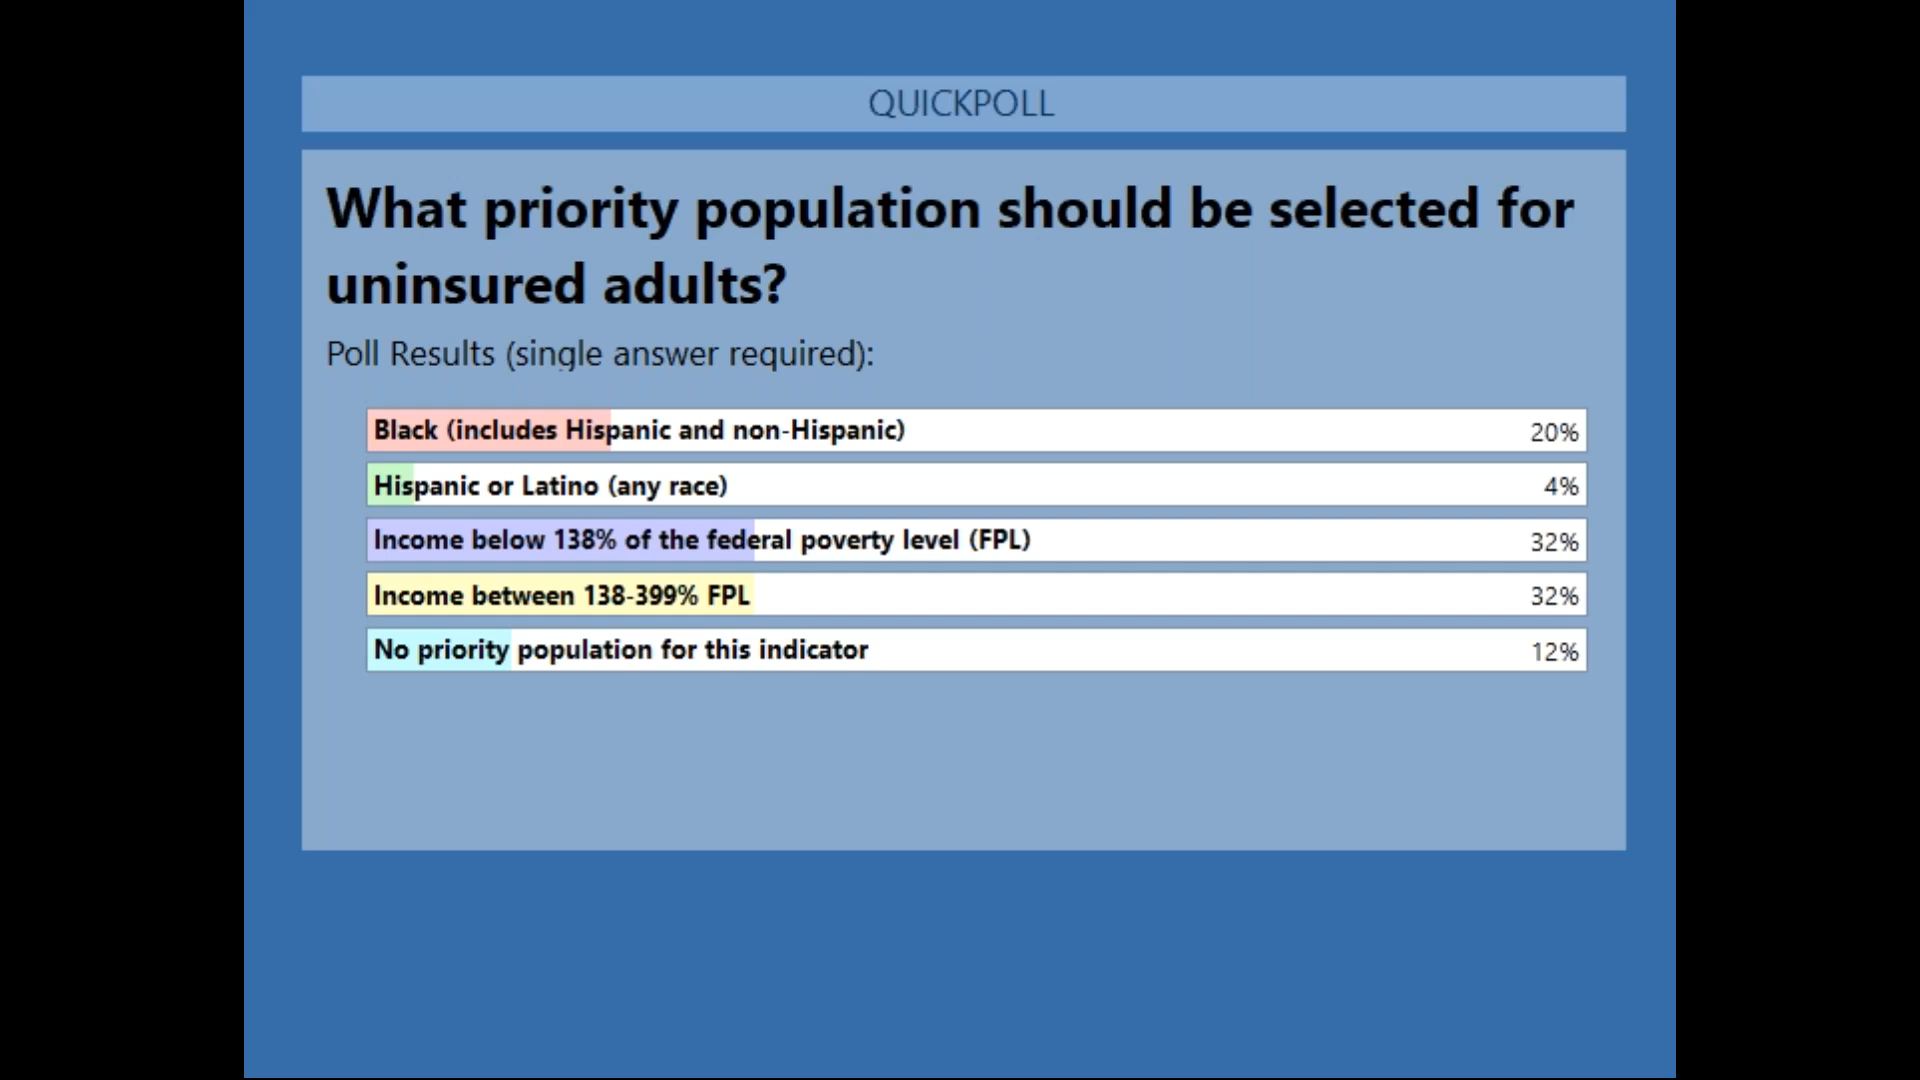 QUICKPOLL
What priority population should be selected for
uninsured adults?
Poll Results (single answer required):
Black (includes Hispanic and non-Hispanic) 20%
Hispanic or Latino (any race) 4%
Income below 138% of the federal poverty level (FPL) 32%
Income between 138-399% FPL 32%
No priority population for this indicator 12%